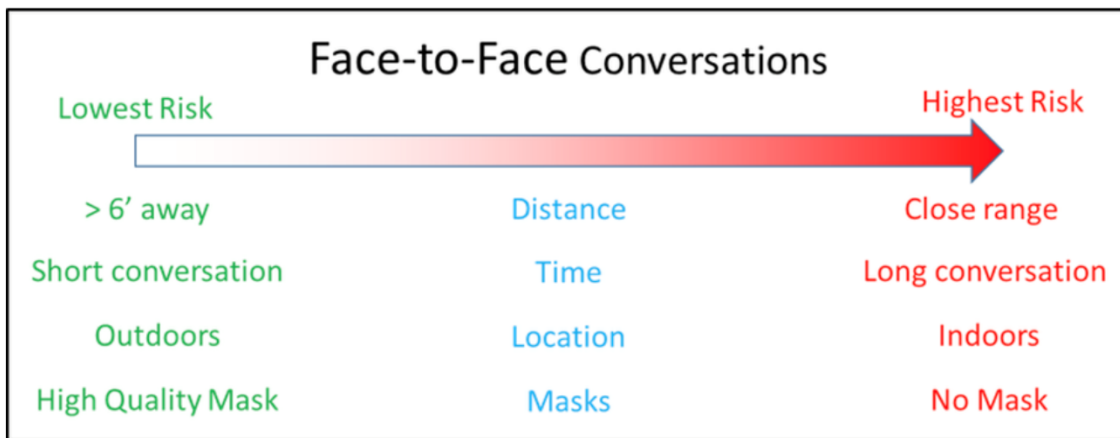 Face-to-Face Conversations
Lowest Risk
Highest Risk
> 6’ away Distance Close range
Short conversation Time Long conversation
Outdoors Location Indoors
High Quality Mask Masks No Mask